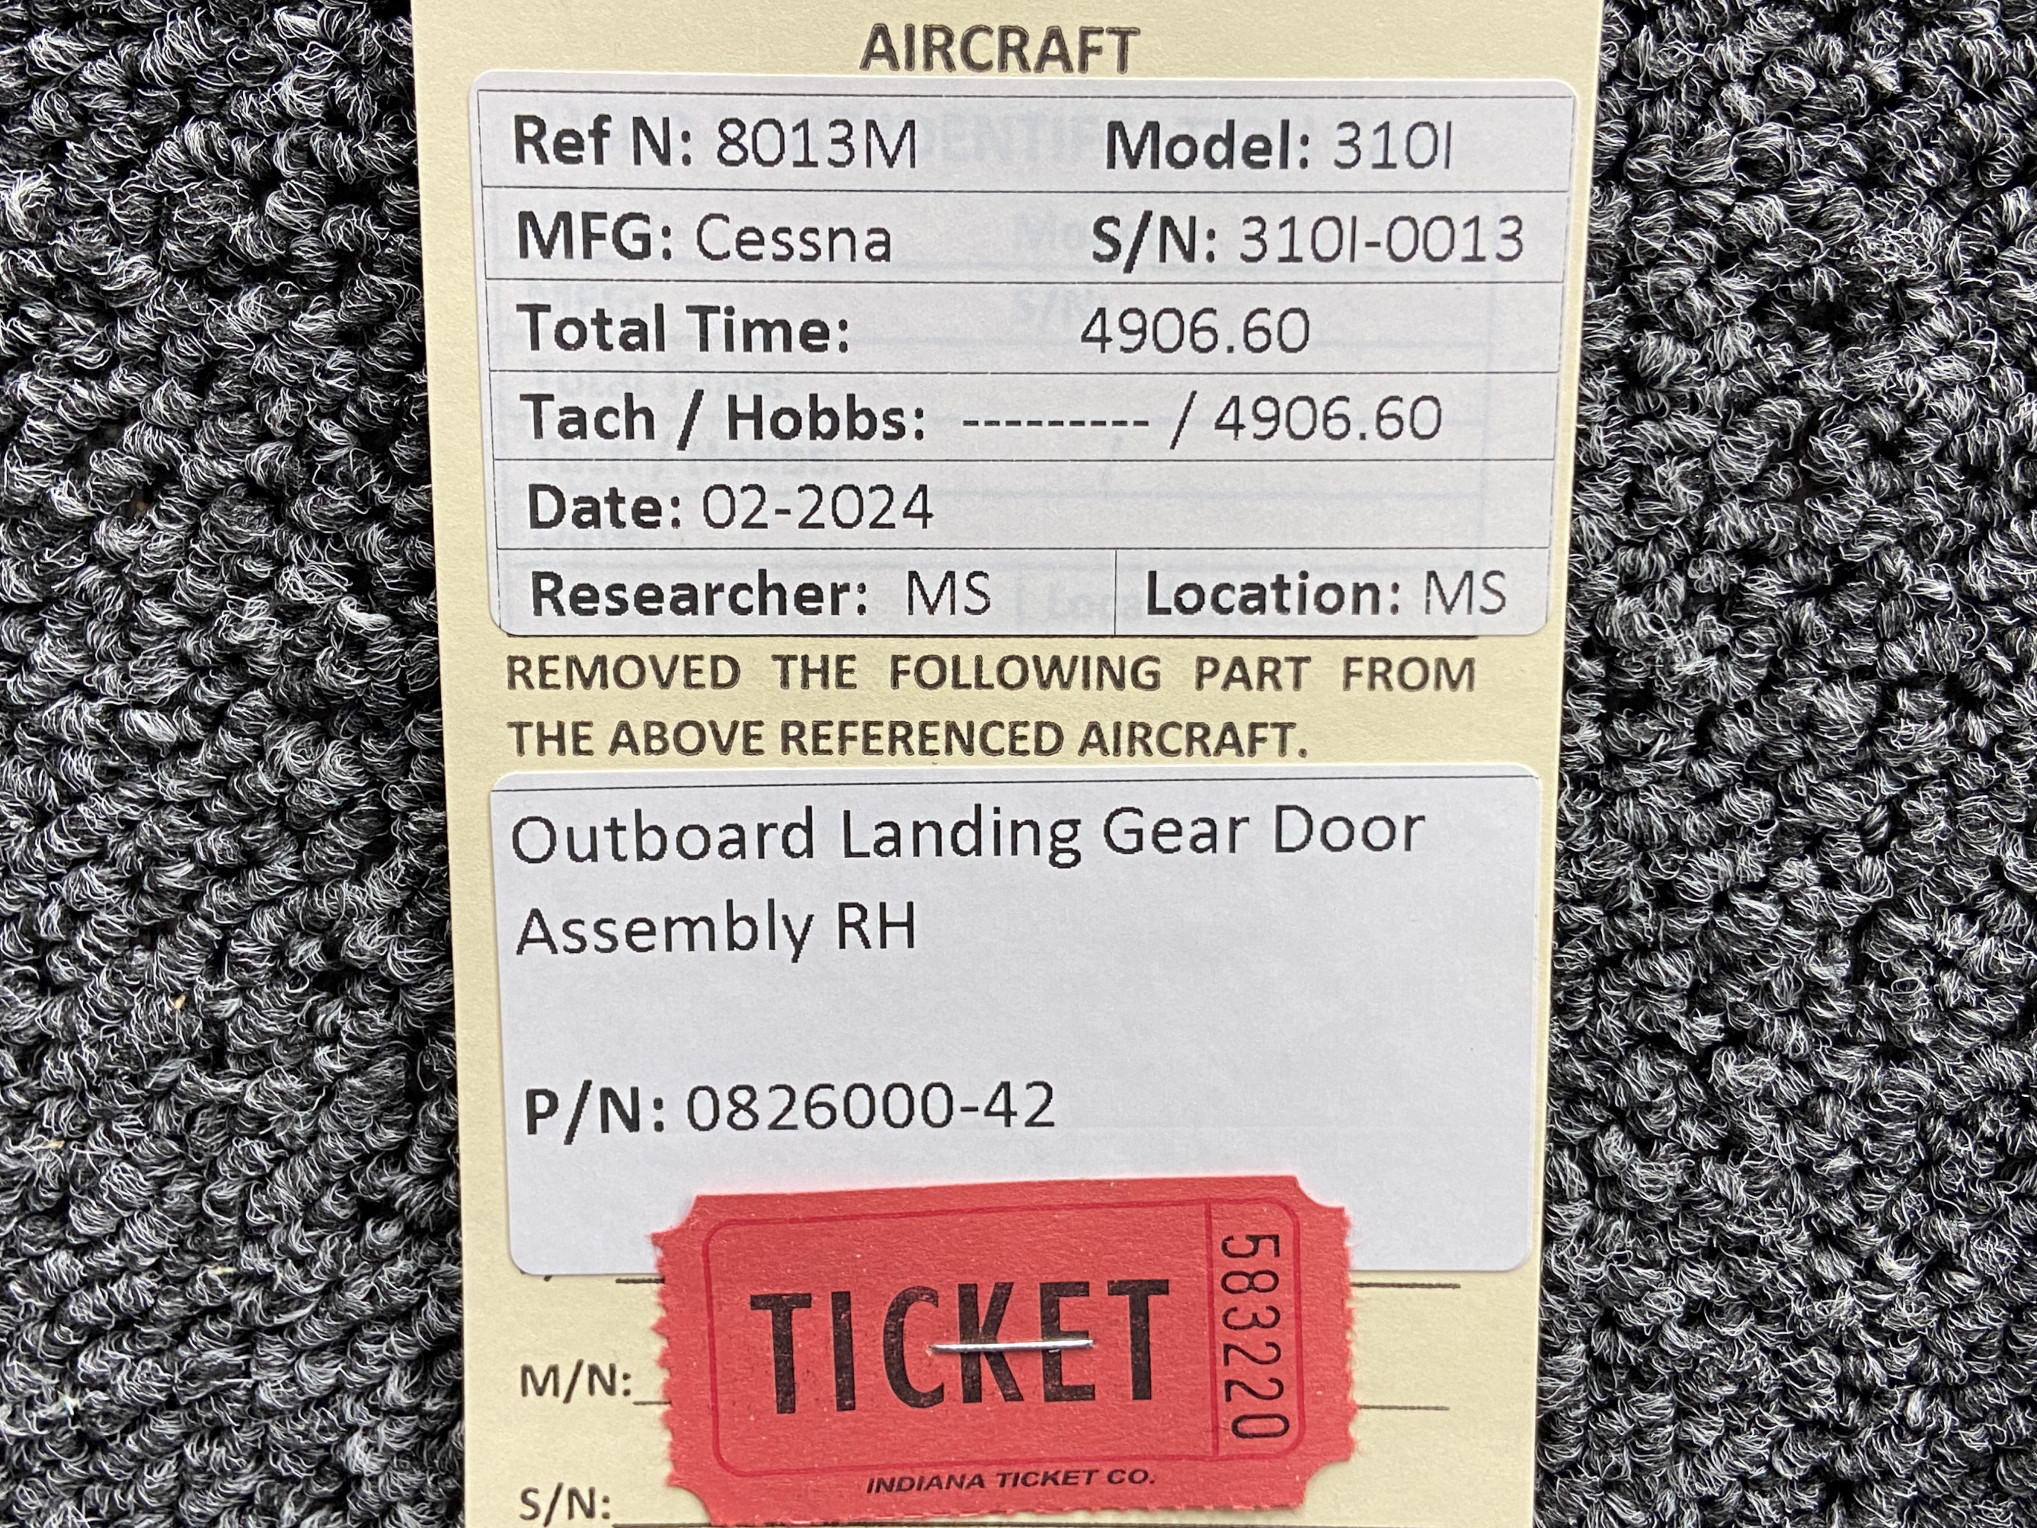 AIRCRAFT
Ref N: 8013M Model: 310I
MFG: Cessna S/N: 310I-0013
Total Time: 4906.60
Tach / Hobbs: --------- / 4906.60
Date: 02-2024
Researcher: MS Location: MS
REMOVED THE FOLLOWING PART FROM
THE ABOVE REFERENCED AIRCRAFT.
Outboard Landing Gear Door
Assembly RH
P/N: 0826000-42
TICKET
583220
INDIANA TICKET CO.
M/N:
S/N: